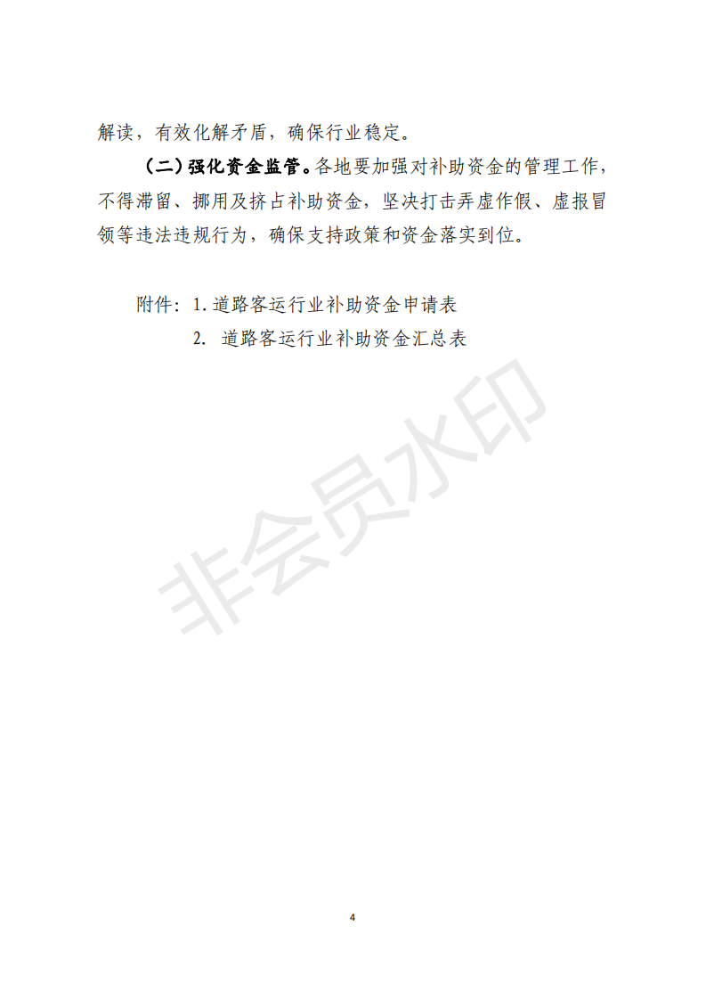 解读，有效化解矛盾，确保行业稳定。
（二）强化资金监管。各地要加强对补助资金的管理工作，
不得滞留、挪用及挤占补助资金，坚决打击弄虚作假、虚报冒
领等违法违规行为，确保支持政策和资金落实到位。
附件：1.道路客运行业补助资金申请表
2. 道路客运行业补助资金汇总表
非会员水印
4